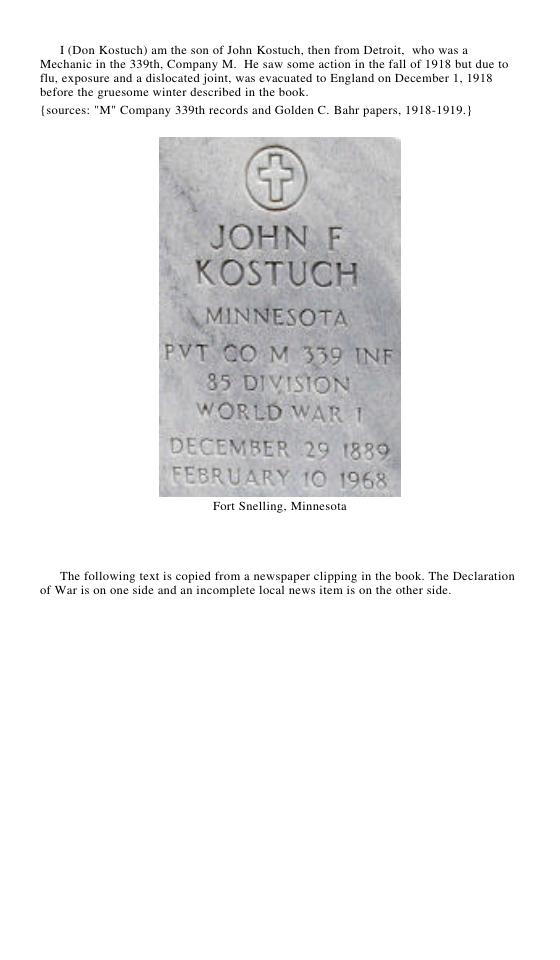 I (Don Kostuch) am the son of John Kostuch, then from Detroit, who was a
Mechanic in the 339th, Company M. He saw some action in the fall of 1918 but due to
flu, exposure and a dislocated joint, was evacuated to England on December 1, 1918
before the gruesome winter described in the book.
{sources: "M" Company 339th records and Golden C. Bahr papers, 1918-1919.}
JOHN F
KOSTUCH
MINNESOTA
PVT CO M 339 INF
85 DIVISION
WORLD WAR I
DECEMBER 29 1889
FEBRUARY 10 1968
Fort Snelling, Minnesota
The following text is copied from a newspaper clipping in the book. The Declaration
of War is on one side and an incomplete local news item is on the other side.